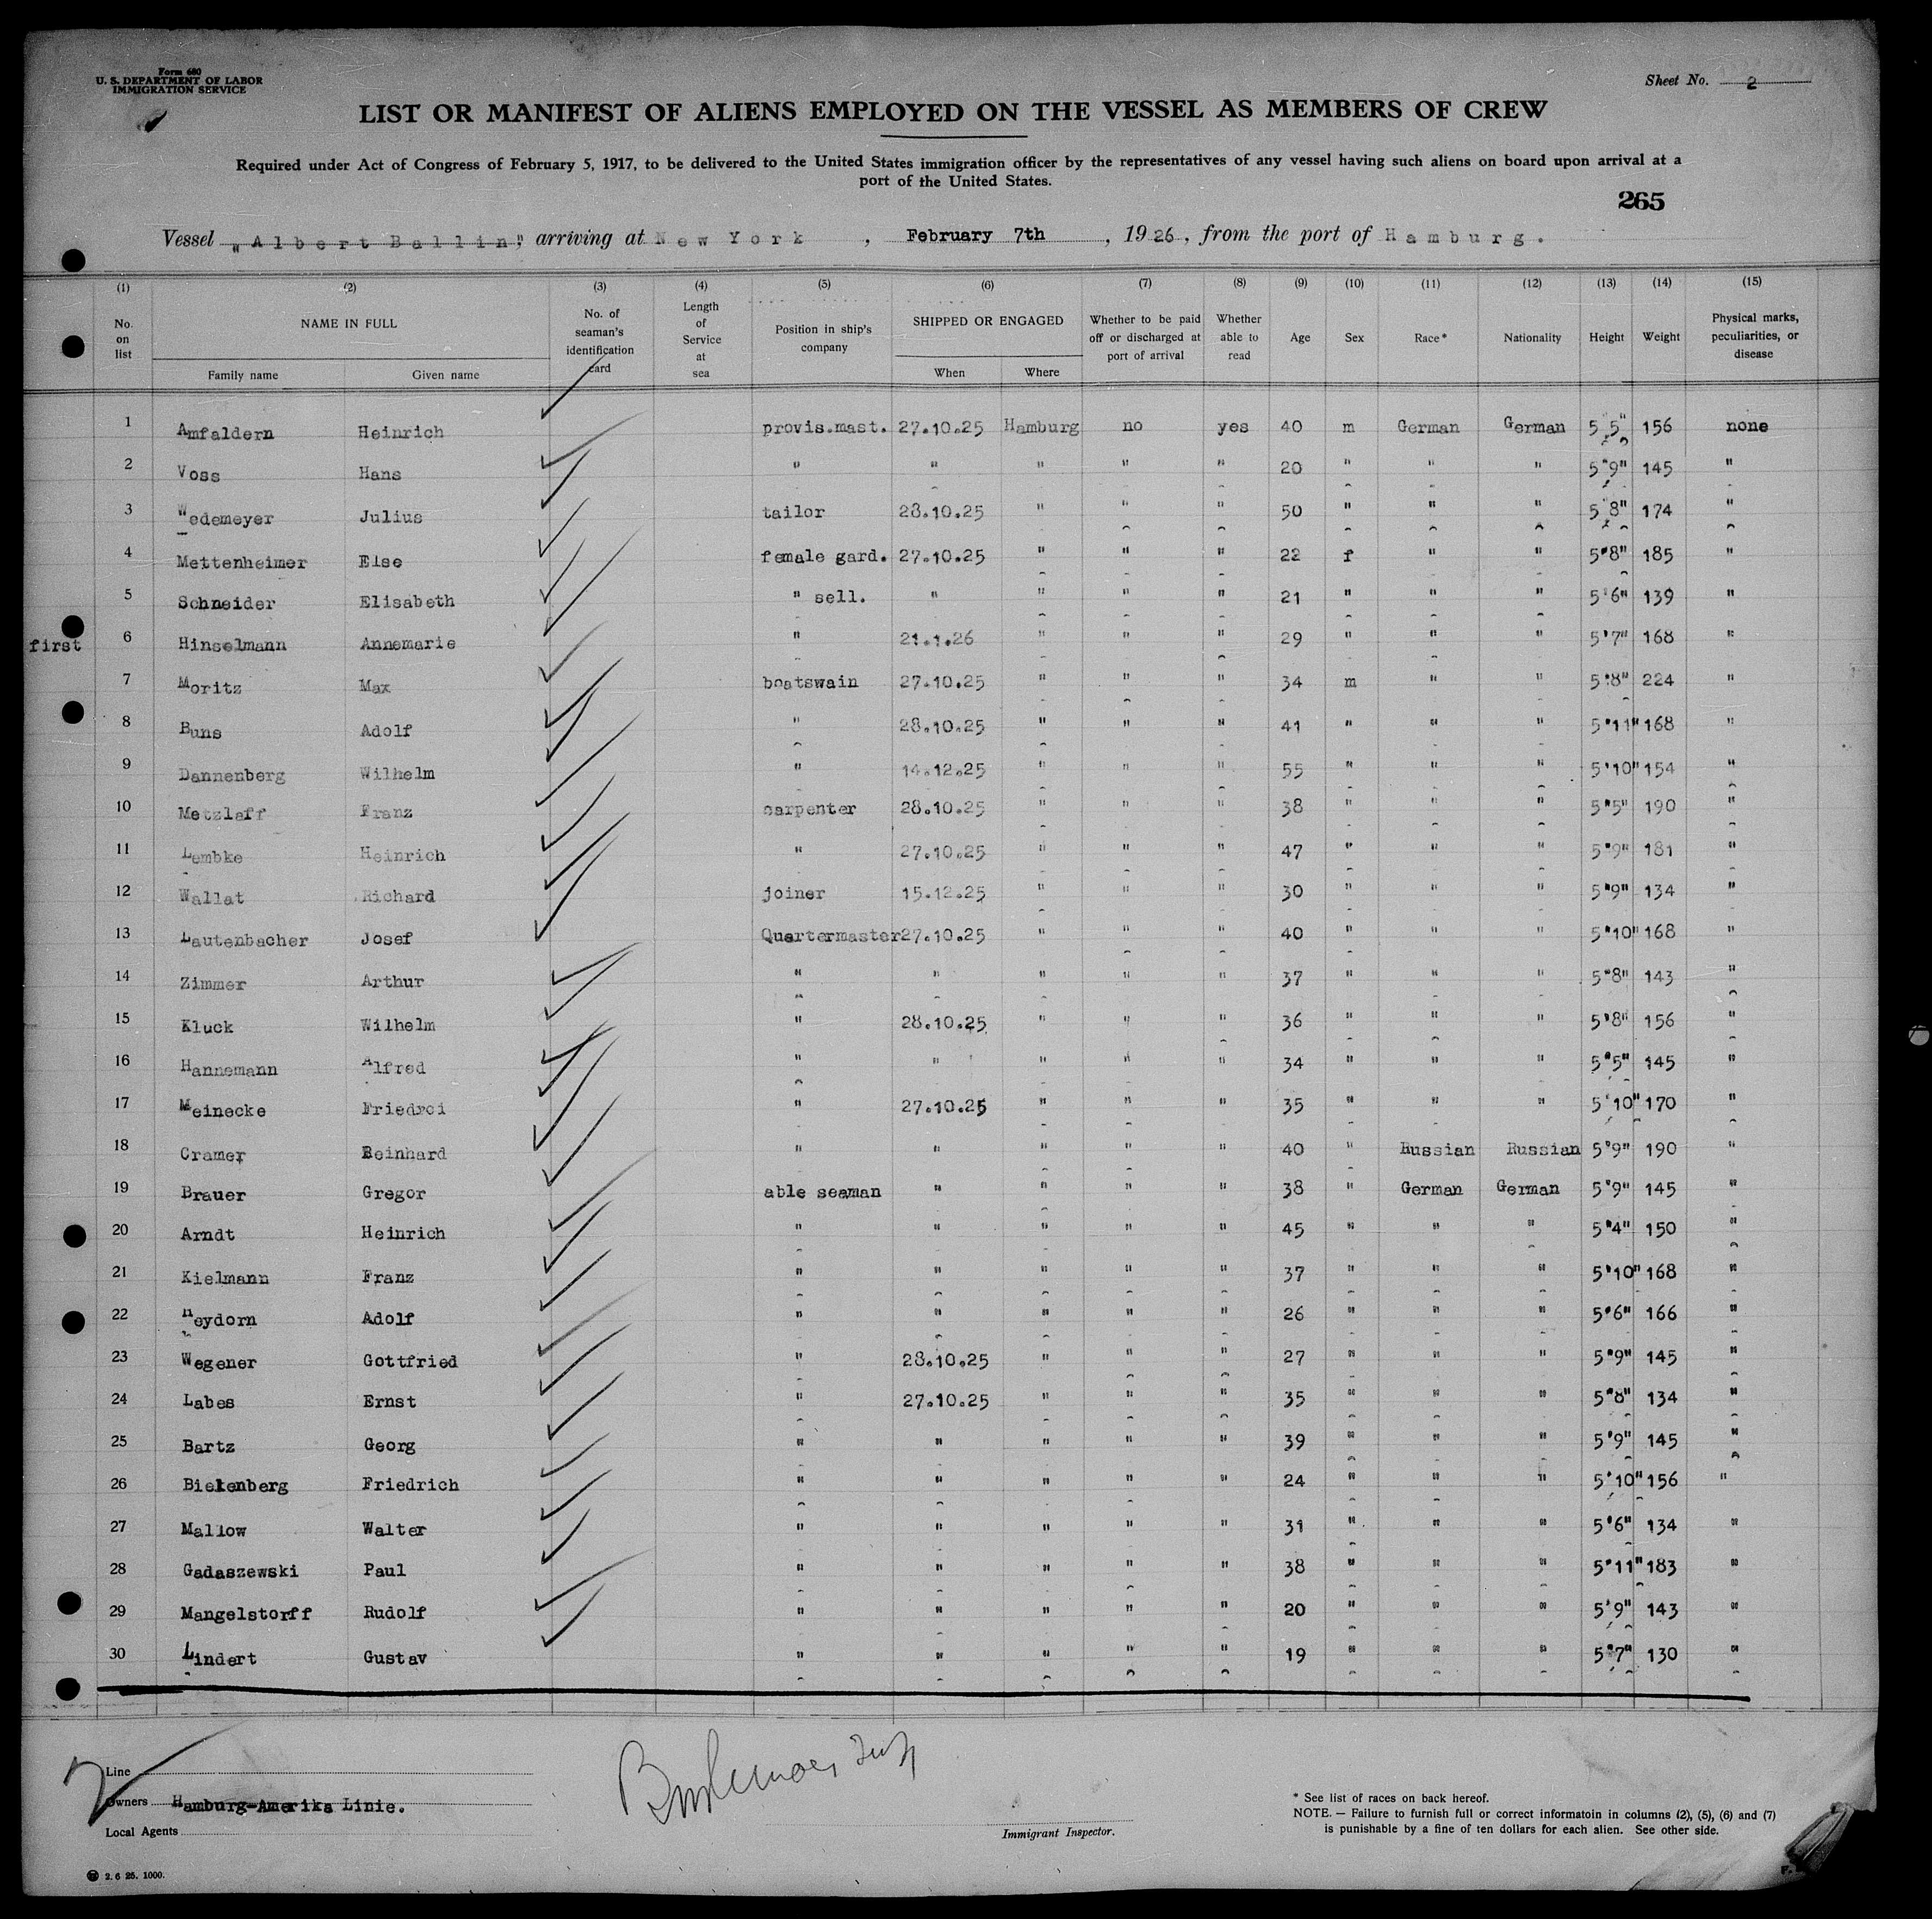 Form 680
U. S. DEPARTMENT OF LABOR
IMMIGRATION SERVICE
Sheet No. 2
LIST OR MANIFEST OF ALIENS EMPLOYED ON THE VESSEL AS MEMBERS OF CREW
Required under Act of Congress of February 5, 1917, to be delivered to the United States immigration officer by the representatives of any vessel having such aliens on board upon arrival at a
port of the United States.
265
Vessel „Albert Ballin", arriving at New York, February 7th, 1926, from the port of Hamburg.
(1) (2) (3) (4) (5) (6) (7) (8) (9) (10) (11) (12) (13) (14) (15)
No. on list NAME IN FULL Family name Given name No. of seaman's identification card Length of Service at sea Position in ship's company SHIPPED OR ENGAGED When Where Whether to be paid off or discharged at port of arrival Whether able to read Age Sex Race* Nationality Height Weight Physical marks, peculiarities, or disease
1 Amfaldern Heinrich provis.mast. 27.10.25 Hamburg no yes 40 m German German 5'5" 156 none
2 Voss Hans " " " " " 20 " " " 5'9" 145 "
3 Wedemeyer Julius tailor 28.10.25 " " " 50 " " " 5'8" 174 "
4 Mettenheimer Else female gard. 27.10.25 " " " 22 f " " 5'8" 185 "
5 Schneider Elisabeth " sell. " " " " 21 " " " 5'6" 139 "
first 6 Hinselmann Annemarie " 21.1.26 " " " 29 " " " 5'7" 168 "
7 Moritz Max boatswain 27.10.25 " " " 34 m " " 5'8" 224 "
8 Buns Adolf " 28.10.25 " " " 41 " " " 5'11" 168 "
9 Dannenberg Wilhelm " 14.12.25 " " " 55 " " " 5'10" 154 "
10 Metzlaff Franz carpenter 28.10.25 " " " 38 " " " 5'5" 190 "
11 Lembke Heinrich " 27.10.25 " " " 47 " " " 5'9" 181 "
12 Wallat Richard joiner 15.12.25 " " " 30 " " " 5'9" 134 "
13 Lautenbacher Josef Quartermaster 27.10.25 " " " 40 " " " 5'10" 168 "
14 Zimmer Arthur " " " " " 37 " " " 5'8" 143 "
15 Kluck Wilhelm " 28.10.25 " " " 36 " " " 5'8" 156 "
16 Hannemann Alfred " " " " " 34 " " " 5'5" 145 "
17 Meinecke Friedrci " 27.10.25 " " " 35 " " " 5'10" 170 "
18 Cramer Reinhard " " " " " 40 " Russian Russian 5'9" 190 "
19 Brauer Gregor able seaman " " " " 38 " German German 5'9" 145 "
20 Arndt Heinrich " " " " " 45 " " " 5'4" 150 "
21 Kielmann Franz " " " " " 37 " " " 5'10" 168 "
22 Heydorn Adolf " " " " " 26 " " " 5'6" 166 "
23 Wegener Gottfried " 28.10.25 " " " 27 " " " 5'9" 145 "
24 Labes Ernst " 27.10.25 " " " 35 " " " 5'8" 134 "
25 Bartz Georg " " " " " 39 " " " 5'9" 145 "
26 Biekenberg Friedrich " " " " " 24 " " " 5'10" 156 "
27 Mallow Walter " " " " " 31 " " " 5'6" 134 "
28 Gadaszewski Paul " " " " " 38 " " " 5'11" 183 "
29 Mangelstorff Rudolf " " " " " 20 " " " 5'9" 143 "
30 Lindert Gustav " " " " " 19 " " " 5'7" 130 "
Line
Owners Hamburg-Amerika Linie.
Local Agents
Immigrant Inspector.
* See list of races on back hereof.
NOTE. — Failure to furnish full or correct informatoin in columns (2), (5), (6) and (7)
is punishable by a fine of ten dollars for each alien. See other side.
2. 6 25. 1000.